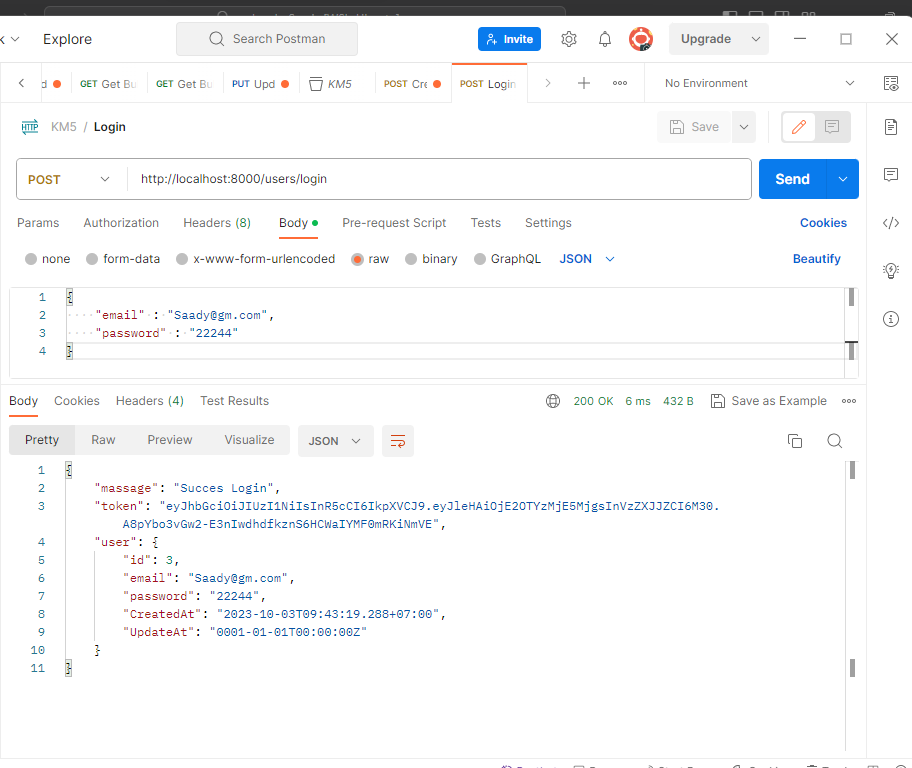 Explore
Search Postman
Invite
Upgrade
GET Get Bu
GET Get Bu
PUT Upd
KM5
POST Cre
POST Login
No Environment
KM5 / Login
Save
POST
http://localhost:8000/users/login
Send
Params Authorization Headers (8) Body Pre-request Script Tests Settings Cookies
none form-data x-www-form-urlencoded raw binary GraphQL JSON Beautify
1 {
2 "email" : "Saady@gm.com",
3 "password" : "22244"
4 }
Body Cookies Headers (4) Test Results 200 OK 6 ms 432 B Save as Example
Pretty Raw Preview Visualize JSON
1 {
2 "massage": "Succes Login",
3 "token": "eyJhbGciOiJIUzI1NiIsInR5cCI6IkpXVCJ9.eyJleHAiOjE2OTYzMjE5MjgsInVzZXJJZCI6M30.
A8pYbo3vGw2-E3nIwdhdfkznS6HCWaIYMF0mRKiNmVE",
4 "user": {
5 "id": 3,
6 "email": "Saady@gm.com",
7 "password": "22244",
8 "CreatedAt": "2023-10-03T09:43:19.288+07:00",
9 "UpdateAt": "0001-01-01T00:00:00Z"
10 }
11 }